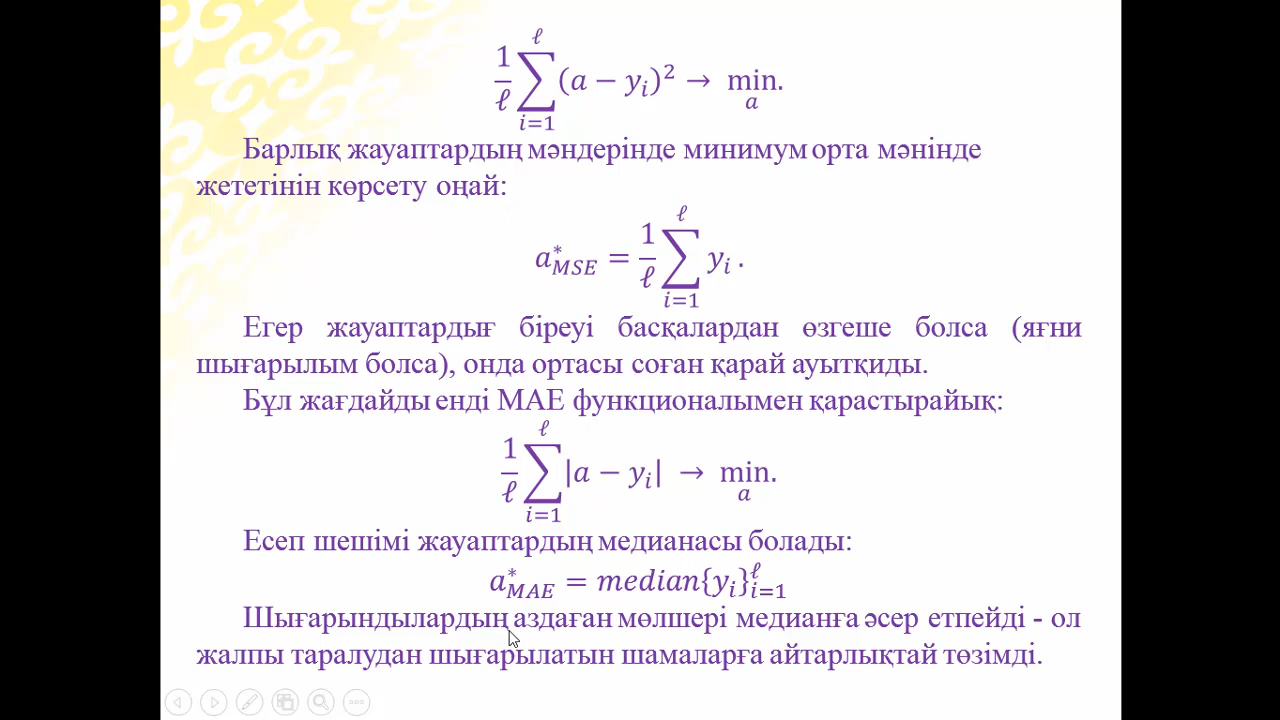 1/ℓ ∑_{i=1}^{ℓ} (a − y_i)² → min_a.
Барлық жауаптардың мәндерінде минимум орта мәнінде
жететінін көрсету оңай:
a*_{MSE} = 1/ℓ ∑_{i=1}^{ℓ} y_i .
Егер жауаптардығ біреуі басқалардан өзгеше болса (яғни
шығарылым болса), онда ортасы соған қарай ауытқиды.
Бұл жағдайды енді MAE функционалымен қарастырайық:
1/ℓ ∑_{i=1}^{ℓ} |a − y_i| → min_a.
Есеп шешімі жауаптардың медианасы болады:
a*_{MAE} = median{y_i}_{i=1}^{ℓ}
Шығарындылардың аздаған мөлшері медианға әсер етпейді - ол
жалпы таралудан шығарылатын шамаларға айтарлықтай төзімді.